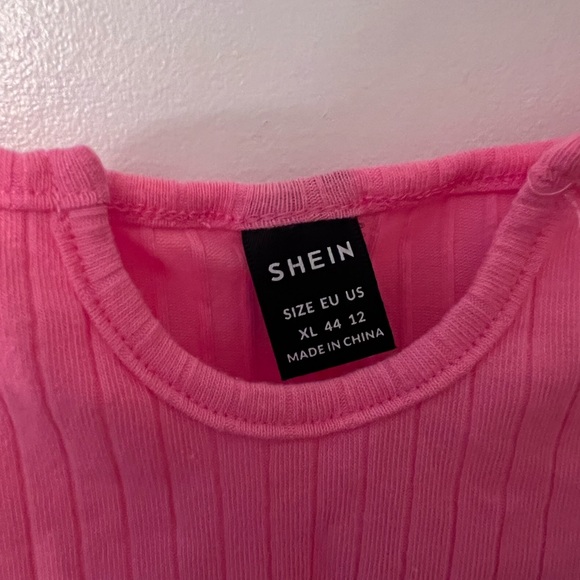 SHEIN
SIZE EU US
XL 44 12
MADE IN CHINA